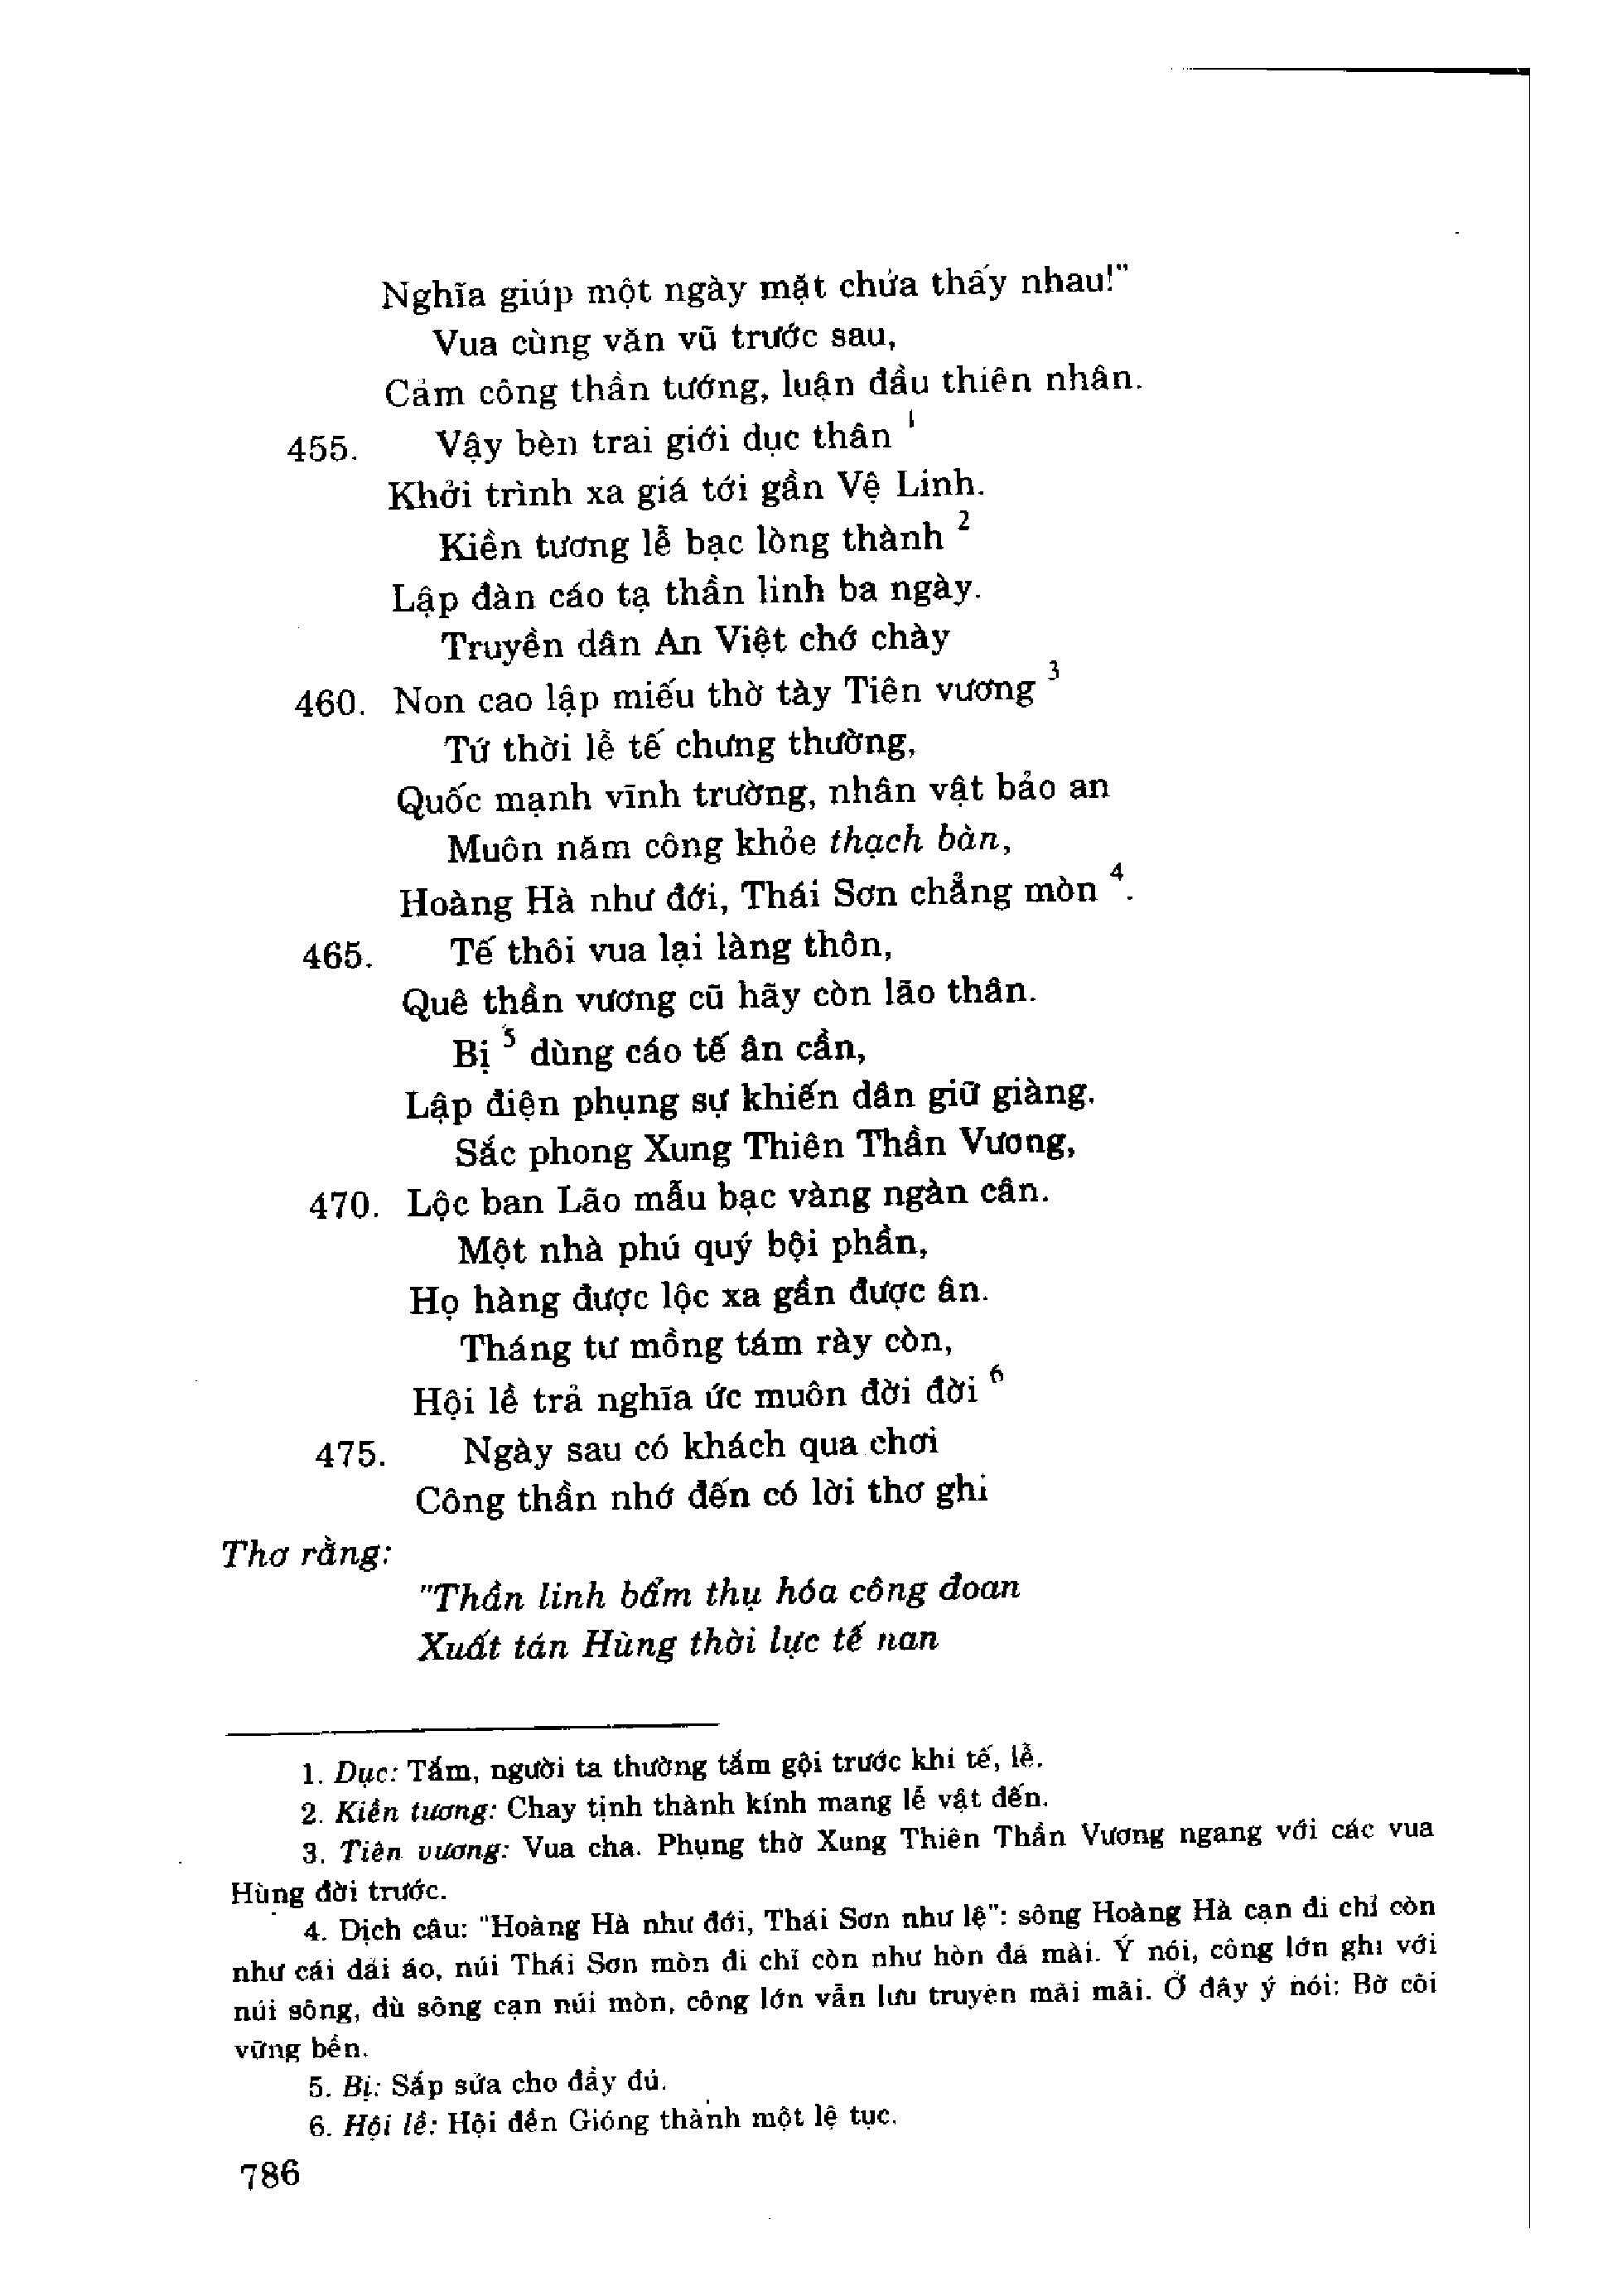 Nghĩa giúp một ngày mặt chửa thấy nhau!"
Vua cùng văn vũ trước sau,
Cảm công thần tướng, luận đầu thiên nhân.
455. Vậy bèn trai giới dục thân ¹
Khởi trình xa giá tới gần Vệ Linh.
Kiền tương lễ bạc lòng thành ²
Lập đàn cáo tạ thần linh ba ngày.
Truyền dân An Việt chớ chày
460. Non cao lập miếu thờ tày Tiên vương ³
Tứ thời lễ tế chưng thường,
Quốc mạnh vĩnh trường, nhân vật bảo an
Muôn năm công khỏe thạch bàn,
Hoàng Hà như đới, Thái Sơn chẳng mòn ⁴.
465. Tế thôi vua lại làng thôn,
Quê thần vương cũ hãy còn lão thân.
Bị ⁵ dùng cáo tế ân cần,
Lập điện phụng sự khiến dân giữ giàng.
Sắc phong Xung Thiên Thần Vương,
470. Lộc ban Lão mẫu bạc vàng ngàn cân.
Một nhà phú quý bội phần,
Họ hàng được lộc xa gần được ân.
Tháng tư mồng tám rày còn,
Hội lề trả nghĩa ức muôn đời đời ⁶
475. Ngày sau có khách qua chơi
Công thần nhớ đến có lời thơ ghi
Thơ rằng:
"Thần linh bẩm thụ hóa công đoan
Xuất tán Hùng thời lực tế nan
1. Dục: Tắm, người ta thường tắm gội trước khi tế, lễ.
2. Kiền tương: Chay tịnh thành kính mang lễ vật đến.
3. Tiên vương: Vua cha. Phụng thờ Xung Thiên Thần Vương ngang với các vua
Hùng đời trước.
4. Dịch câu: "Hoàng Hà như đới, Thái Sơn như lệ": sông Hoàng Hà cạn đi chỉ còn
như cái dải áo, núi Thái Sơn mòn đi chỉ còn như hòn đá mài. Ý nói, công lớn ghi với
núi sông, dù sông cạn núi mòn, công lớn vẫn lưu truyền mãi mãi. Ở đây ý nói: Bờ cõi
vững bền.
5. Bị: Sắp sửa cho đầy đủ.
6. Hội lề: Hội đền Gióng thành một lệ tục.
786